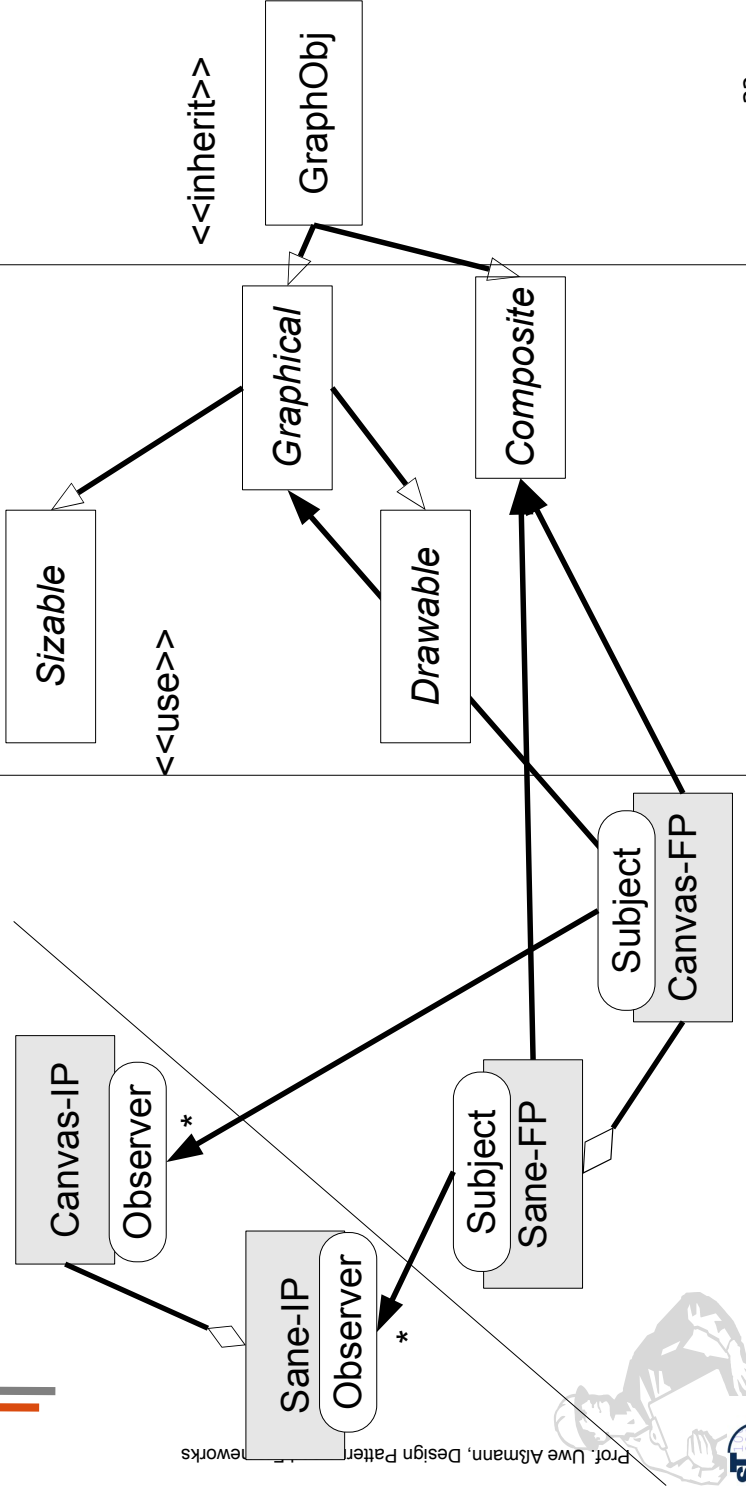 <<inherit>>
GraphObj
Sizable
Graphical
<<use>>
Drawable
Composite
Canvas-IP
Observer
*
Sane-IP
Observer
*
Subject
Sane-FP
Subject
Canvas-FP
Prof. Uwe Aßmann, Design